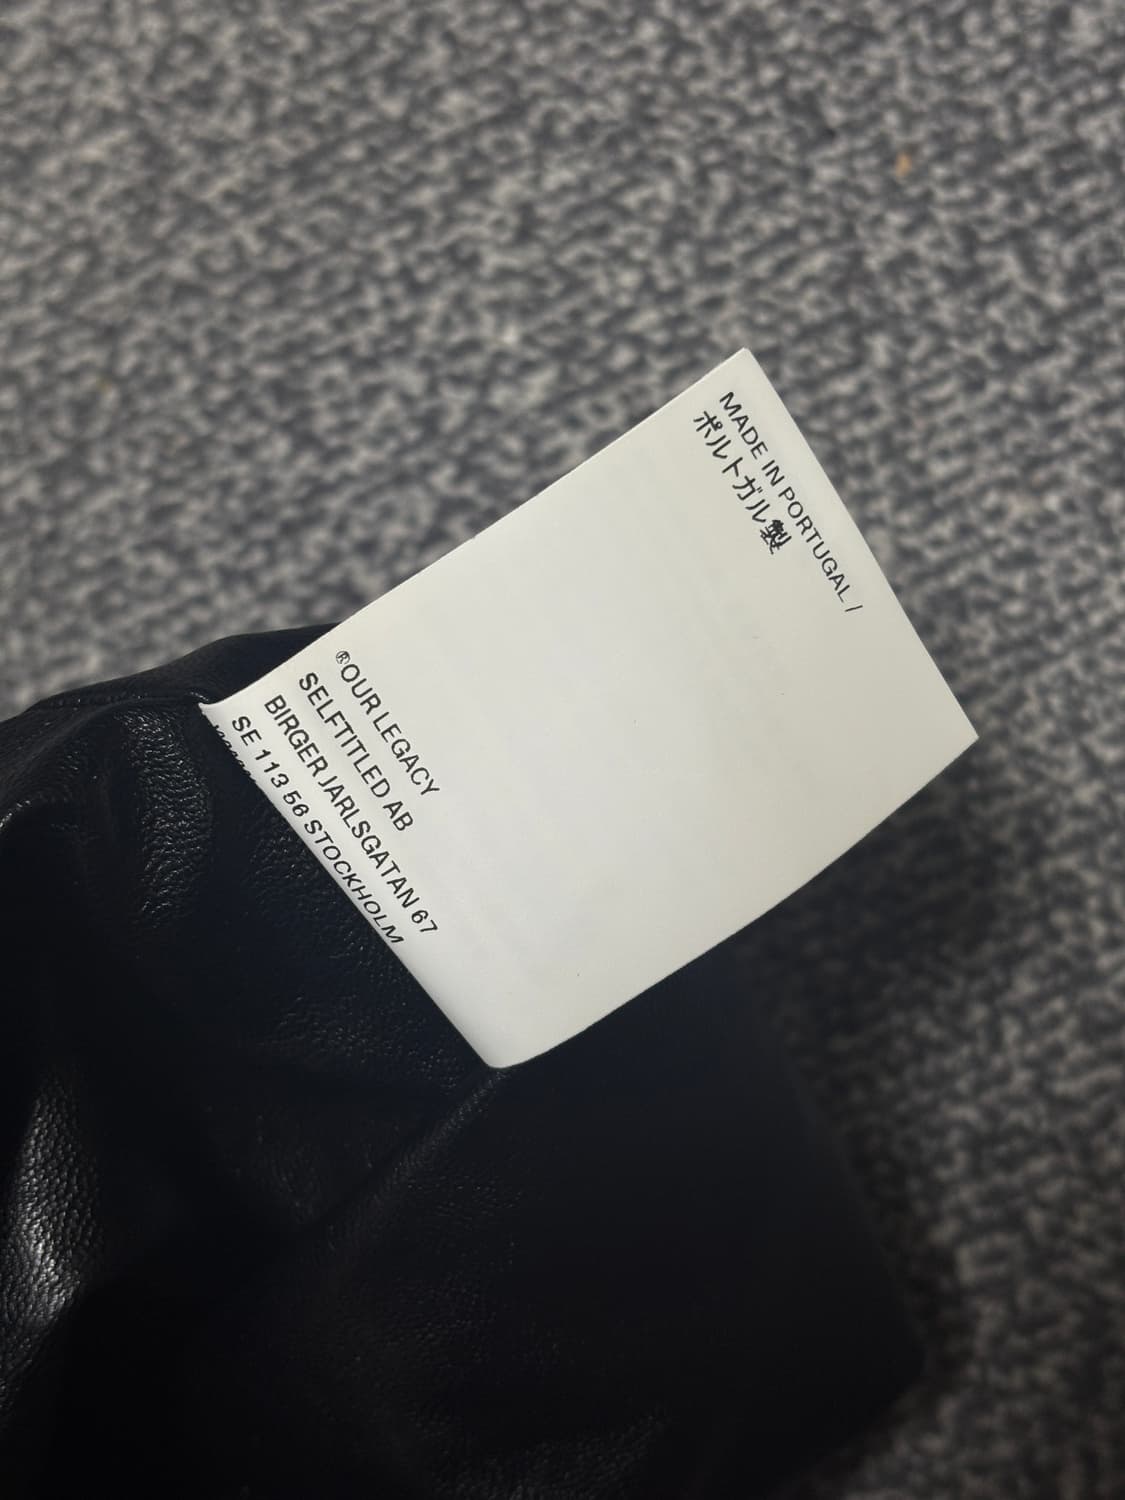 MADE IN PORTUGAL /
ポルトガル製
®OUR LEGACY
SELFTITLED AB
BIRGER JARLSGATAN 67
SE 113 56 STOCKHOLM